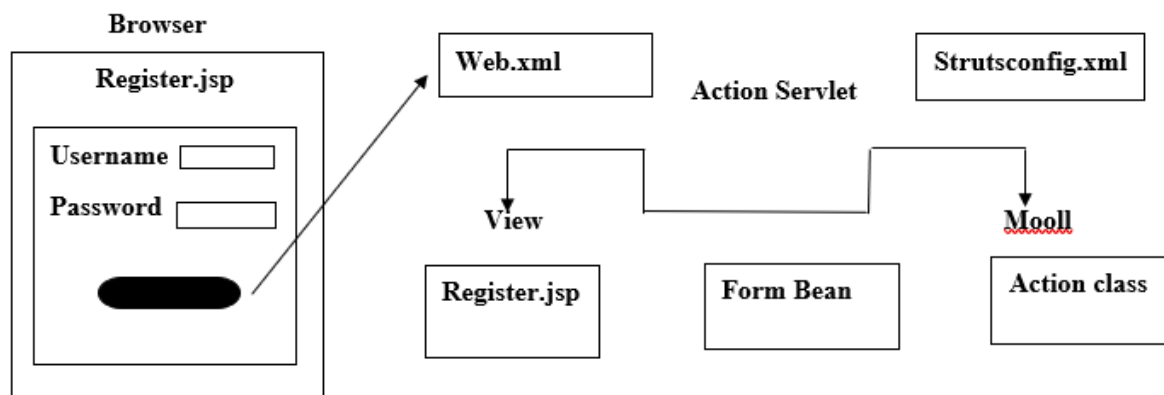 Browser
Register.jsp
Username
Password
Web.xml
Action Servlet
Strutsconfig.xml
View
Mooll
Register.jsp
Form Bean
Action class